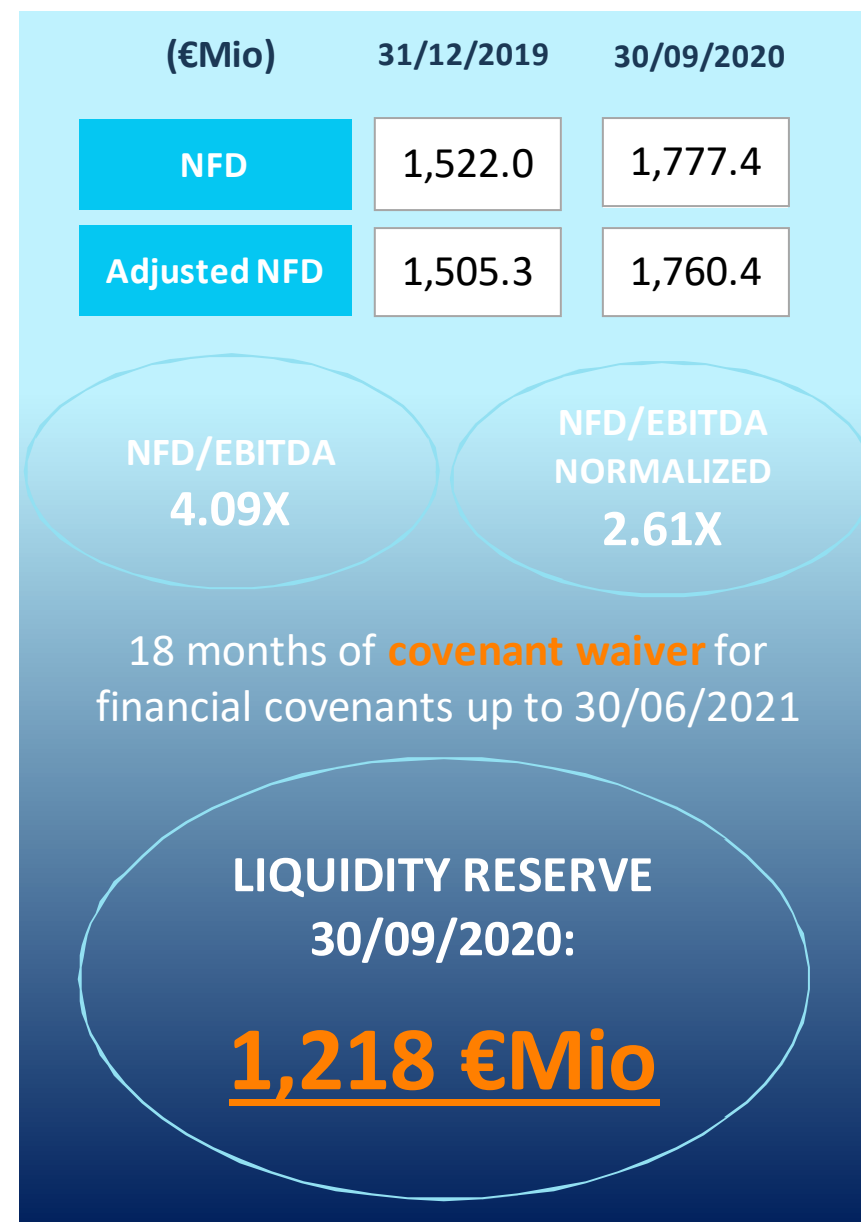 (€Mio) 31/12/2019 30/09/2020
NFD 1,522.0 1,777.4
Adjusted NFD 1,505.3 1,760.4
NFD/EBITDA
4.09X
NFD/EBITDA
NORMALIZED
2.61X
18 months of covenant waiver for
financial covenants up to 30/06/2021
LIQUIDITY RESERVE
30/09/2020:
1,218 €Mio